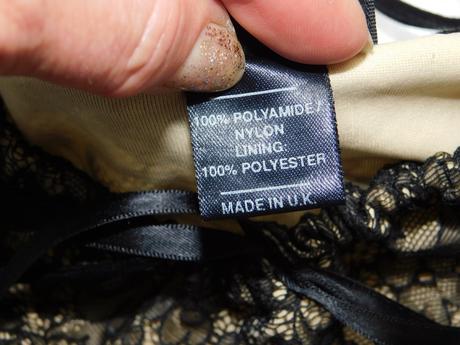 100% POLYAMIDE/
NYLON
LINING:
100% POLYESTER
MADE IN U.K.